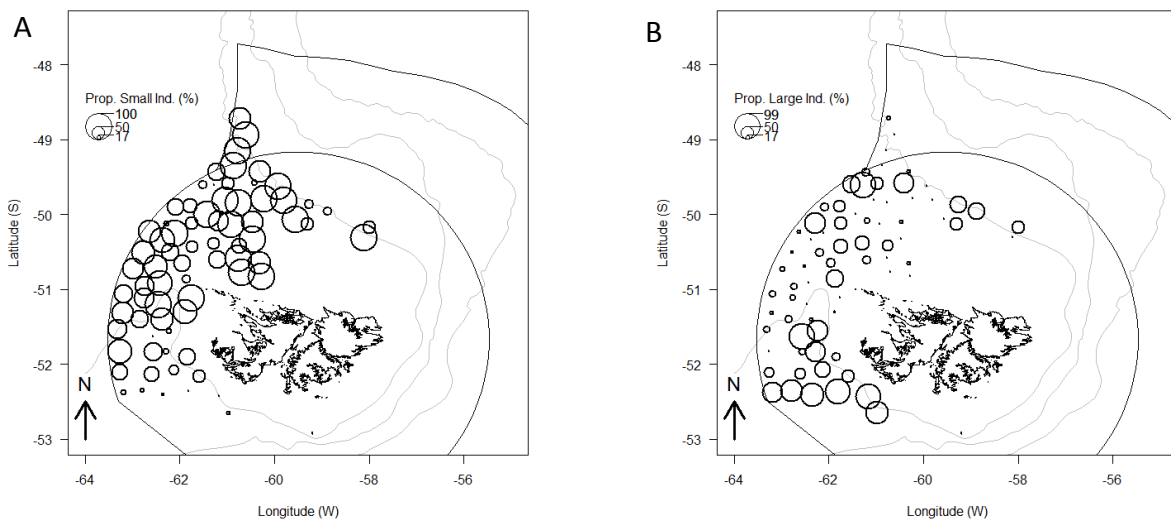 A
Prop. Small Ind. (%)
100
50
17
-48
-49
-50
-51
-52
-53
Latitude (S)
N
-64
-62
-60
-58
-56
Longitude (W)
B
Prop. Large Ind. (%)
99
50
17
-48
-49
-50
-51
-52
-53
Latitude (S)
N
-64
-62
-60
-58
-56
Longitude (W)